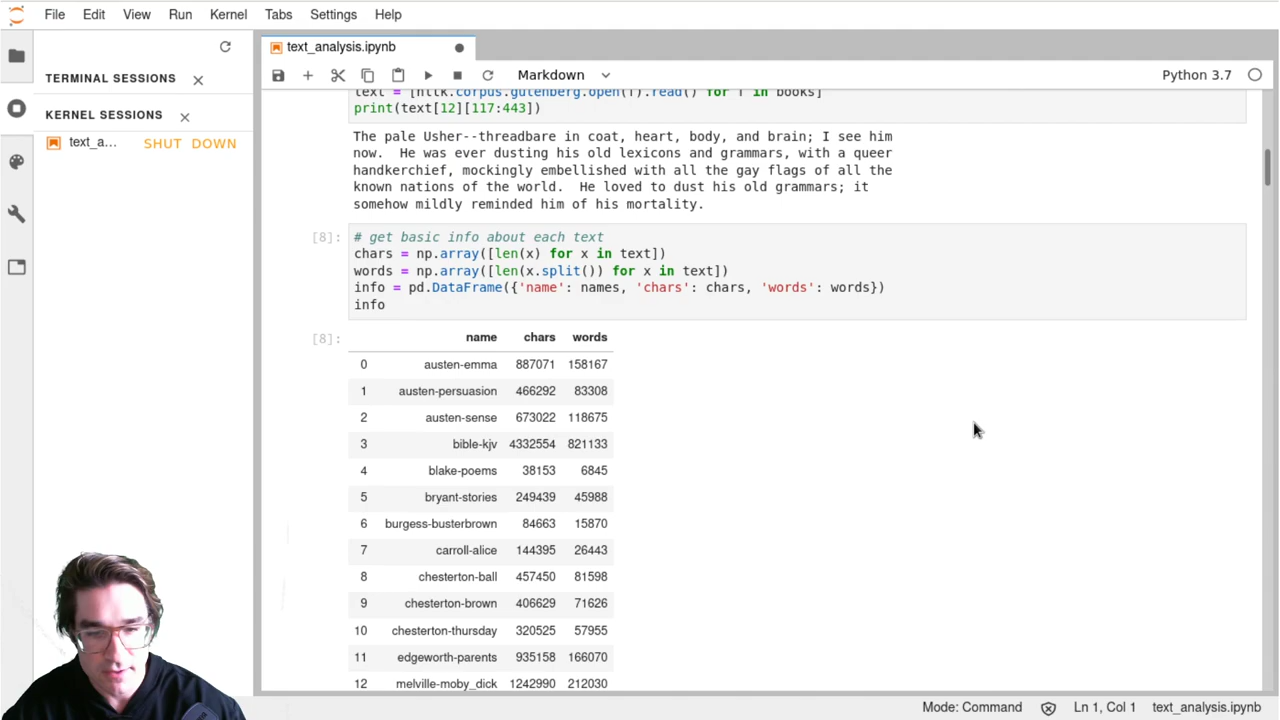 File Edit View Run Kernel Tabs Settings Help
TERMINAL SESSIONS
KERNEL SESSIONS
text_a… SHUT DOWN
text_analysis.ipynb
Markdown
Python 3.7
text = [nltk.corpus.gutenberg.open(f).read() for f in books]
print(text[12][117:443])
The pale Usher--threadbare in coat, heart, body, and brain; I see him
now.  He was ever dusting his old lexicons and grammars, with a queer
handkerchief, mockingly embellished with all the gay flags of all the
known nations of the world.  He loved to dust his old grammars; it
somehow mildly reminded him of his mortality.
[8]:
# get basic info about each text
chars = np.array([len(x) for x in text])
words = np.array([len(x.split()) for x in text])
info = pd.DataFrame({'name': names, 'chars': chars, 'words': words})
info
[8]:
name chars words
0 austen-emma 887071 158167
1 austen-persuasion 466292 83308
2 austen-sense 673022 118675
3 bible-kjv 4332554 821133
4 blake-poems 38153 6845
5 bryant-stories 249439 45988
6 burgess-busterbrown 84663 15870
7 carroll-alice 144395 26443
8 chesterton-ball 457450 81598
9 chesterton-brown 406629 71626
10 chesterton-thursday 320525 57955
11 edgeworth-parents 935158 166070
12 melville-moby_dick 1242990 212030
Mode: Command Ln 1, Col 1 text_analysis.ipynb